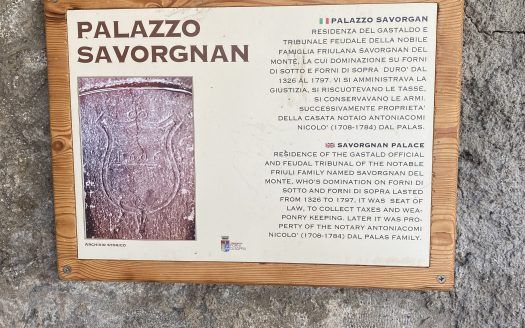 PALAZZO
SAVORGNAN
PALAZZO SAVORGAN
RESIDENZA DEL GASTALDO E
TRIBUNALE FEUDALE DELLA NOBILE
FAMIGLIA FRIULANA SAVORGNAN DEL
MONTE, LA CUI DOMINAZIONE SU FORNI
DI SOTTO E FORNI DI SOPRA DURO' DAL
1326 AL 1797. VI SI AMMINISTRAVA LA
GIUSTIZIA, SI RISCUOTEVANO LE TASSE,
SI CONSERVAVANO LE ARMI.
SUCCESSIVAMENTE PROPRIETA'
DELLA CASATA NOTAIO ANTONIACOMI
NICOLO' (1708-1784) DAL PALAS.
SAVORGNAN PALACE
RESIDENCE OF THE GASTALD OFFICIAL
AND FEUDAL TRIBUNAL OF THE NOTABLE
FRIULI FAMILY NAMED SAVORGNAN DEL
MONTE, WHO'S DOMINATION ON FORNI DI
SOTTO AND FORNI DI SOPRA LASTED
FROM 1326 TO 1797. IT WAS SEAT OF
LAW, TO COLLECT TAXES AND WEA-
PONRY KEEPING. LATER IT WAS PRO-
PERTY OF THE NOTARY ANTONIACOMI
NICOLO' (1708-1784) DAL PALAS FAMILY.
ARCHIVIO STORICO